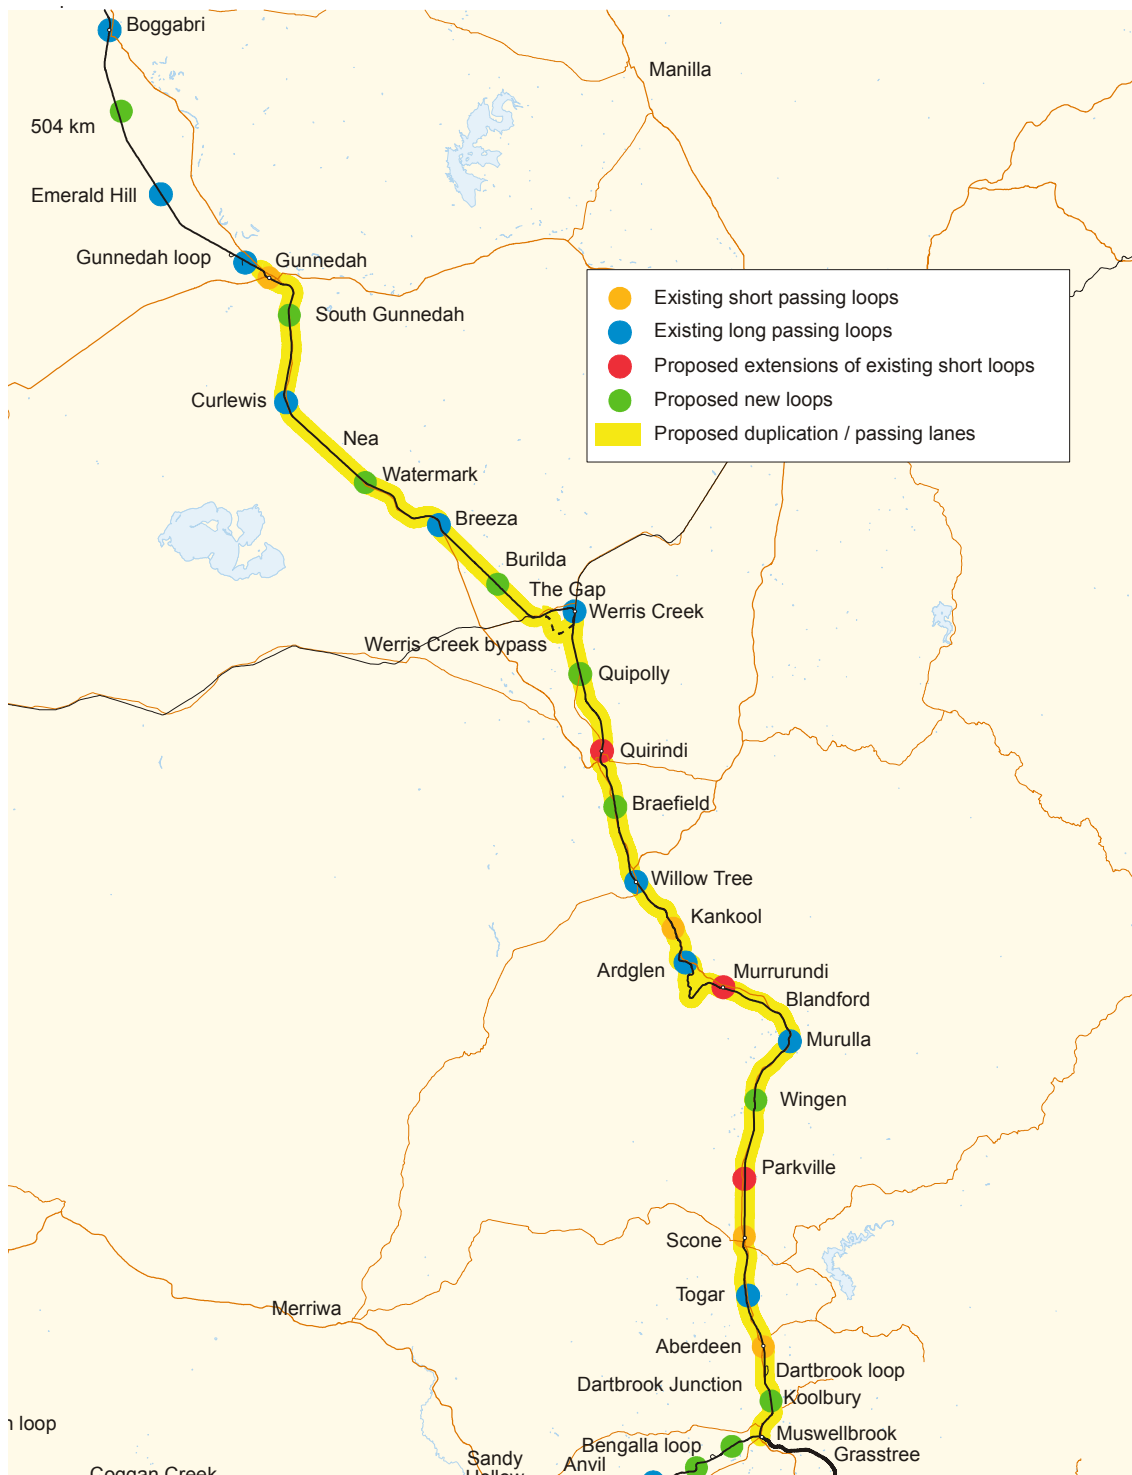 Boggabri
Manilla
504 km
Emerald Hill
Gunnedah loop
Gunnedah
South Gunnedah
Existing short passing loops
Existing long passing loops
Proposed extensions of existing short loops
Proposed new loops
Proposed duplication / passing lanes
Curlewis
Nea
Watermark
Breeza
Burilda
The Gap
Werris Creek
Werris Creek bypass
Quipolly
Quirindi
Braefield
Willow Tree
Kankool
Ardglen
Murrurundi
Blandford
Murulla
Wingen
Parkville
Scone
Togar
Merriwa
Aberdeen
Dartbrook loop
Dartbrook Junction
Koolbury
loop
Muswellbrook
Bengalla loop
Grasstree
Sandy
Hollow
Anvil
Coggan Creek